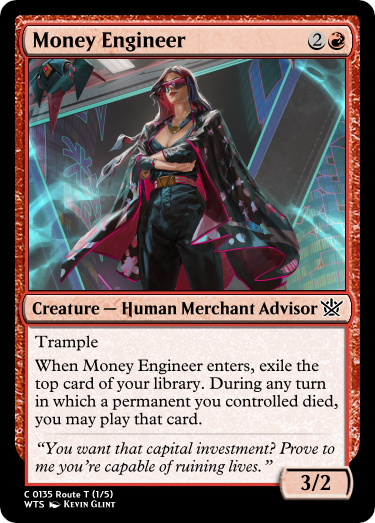 Money Engineer 2
Creature — Human Merchant Advisor
Trample
When Money Engineer enters, exile the
top card of your library. During any turn
in which a permanent you controlled died,
you may play that card.
“You want that capital investment? Prove to
me you’re capable of ruining lives.”
3/2
C 0135 Route T (1/5)
WTS Kevin Glint